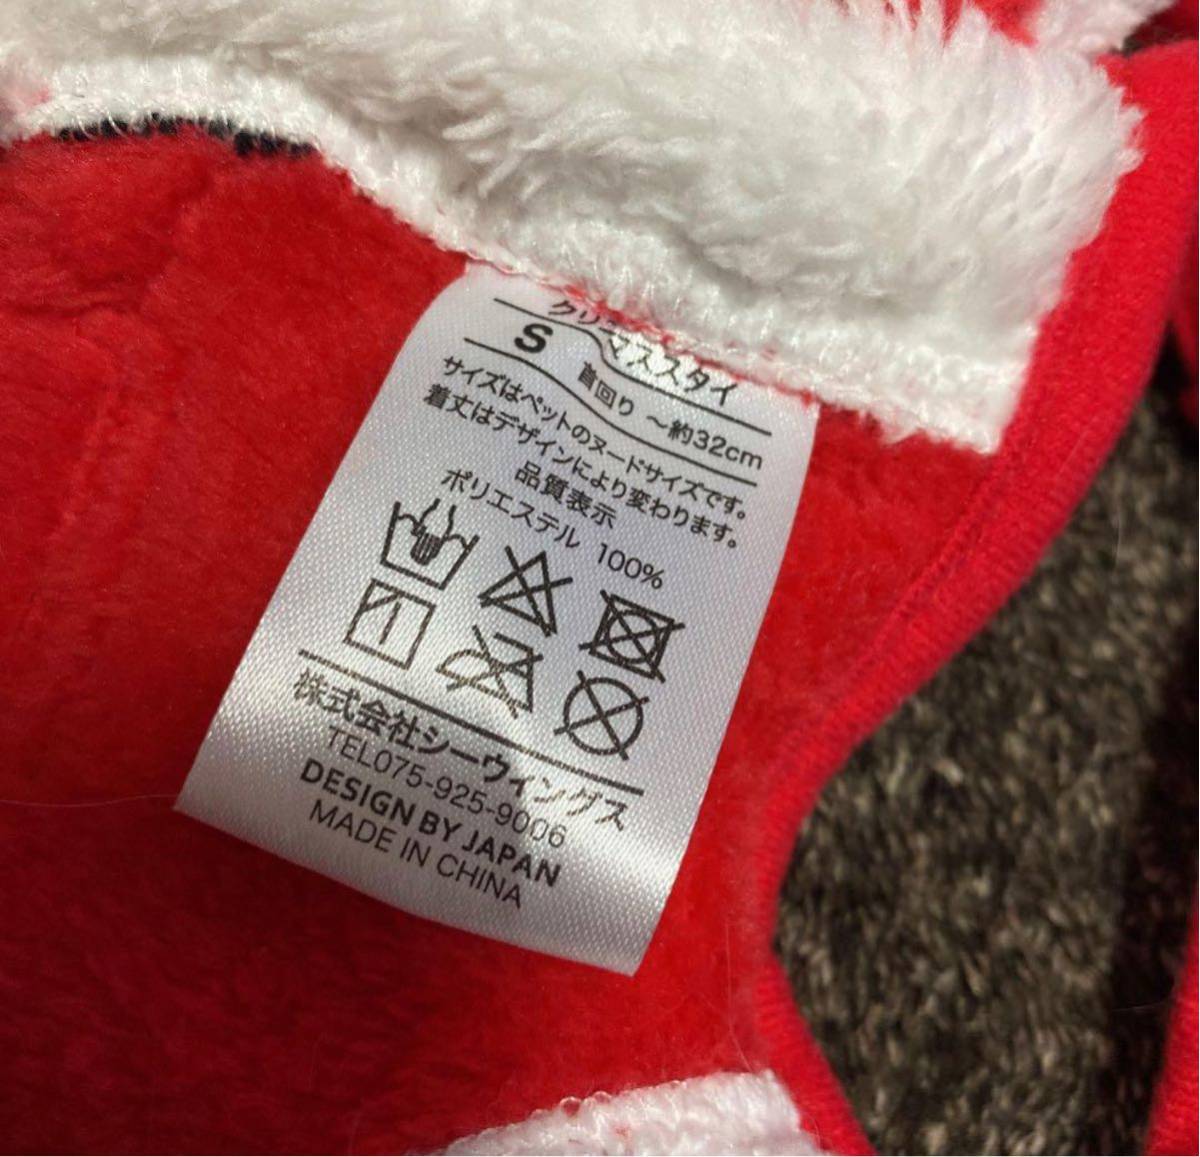 クリスマススタイ
S 首回り ～約32cm
サイズはペットのヌードサイズです。
着丈はデザインにより変わります。
品質表示
ポリエステル 100%
株式会社シーウィングス
TEL075-925-9006
DESIGN BY JAPAN
MADE IN CHINA